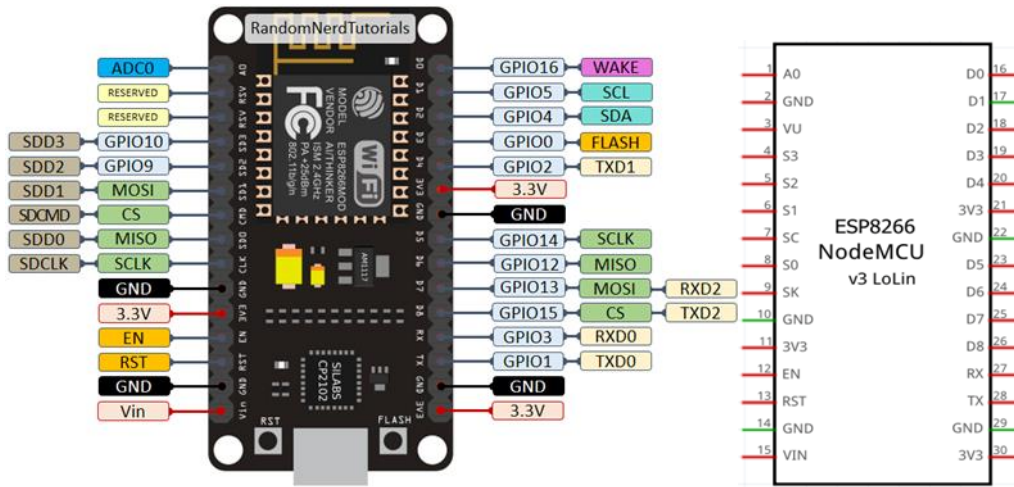 RandomNerdTutorials
ADC0
RESERVED
RESERVED
SDD3 GPIO10
SDD2 GPIO9
SDD1 MOSI
SDCMD CS
SDD0 MISO
SDCLK SCLK
GND
3.3V
EN
RST
GND
Vin
A0
RSV
RSV
SD3
SD2
SD1
CMD
SD0
CLK
GND
3V3
EN
RST
GND
Vin
MODEL ESP8266MOD
VENDOR AI/THINKER
ISM 2.4GHz
PA +25dBm
802.11b/g/n
FC
WiFi
AM1117
SILABS
CP2102
RST
FLASH
D0
D1
D2
D3
D4
3V3
GND
D5
D6
D7
D8
RX
TX
GND
3V3
GPIO16 WAKE
GPIO5 SCL
GPIO4 SDA
GPIO0 FLASH
GPIO2 TXD1
3.3V
GND
GPIO14 SCLK
GPIO12 MISO
GPIO13 MOSI RXD2
GPIO15 CS TXD2
GPIO3 RXD0
GPIO1 TXD0
GND
3.3V
1 A0 D0 16
2 GND D1 17
3 VU D2 18
4 S3 D3 19
5 S2 D4 20
6 S1 3V3 21
7 SC GND 22
8 S0 D5 23
9 SK D6 24
10 GND D7 25
11 3V3 D8 26
12 EN RX 27
13 RST TX 28
14 GND GND 29
15 VIN 3V3 30
ESP8266
NodeMCU
v3 LoLin